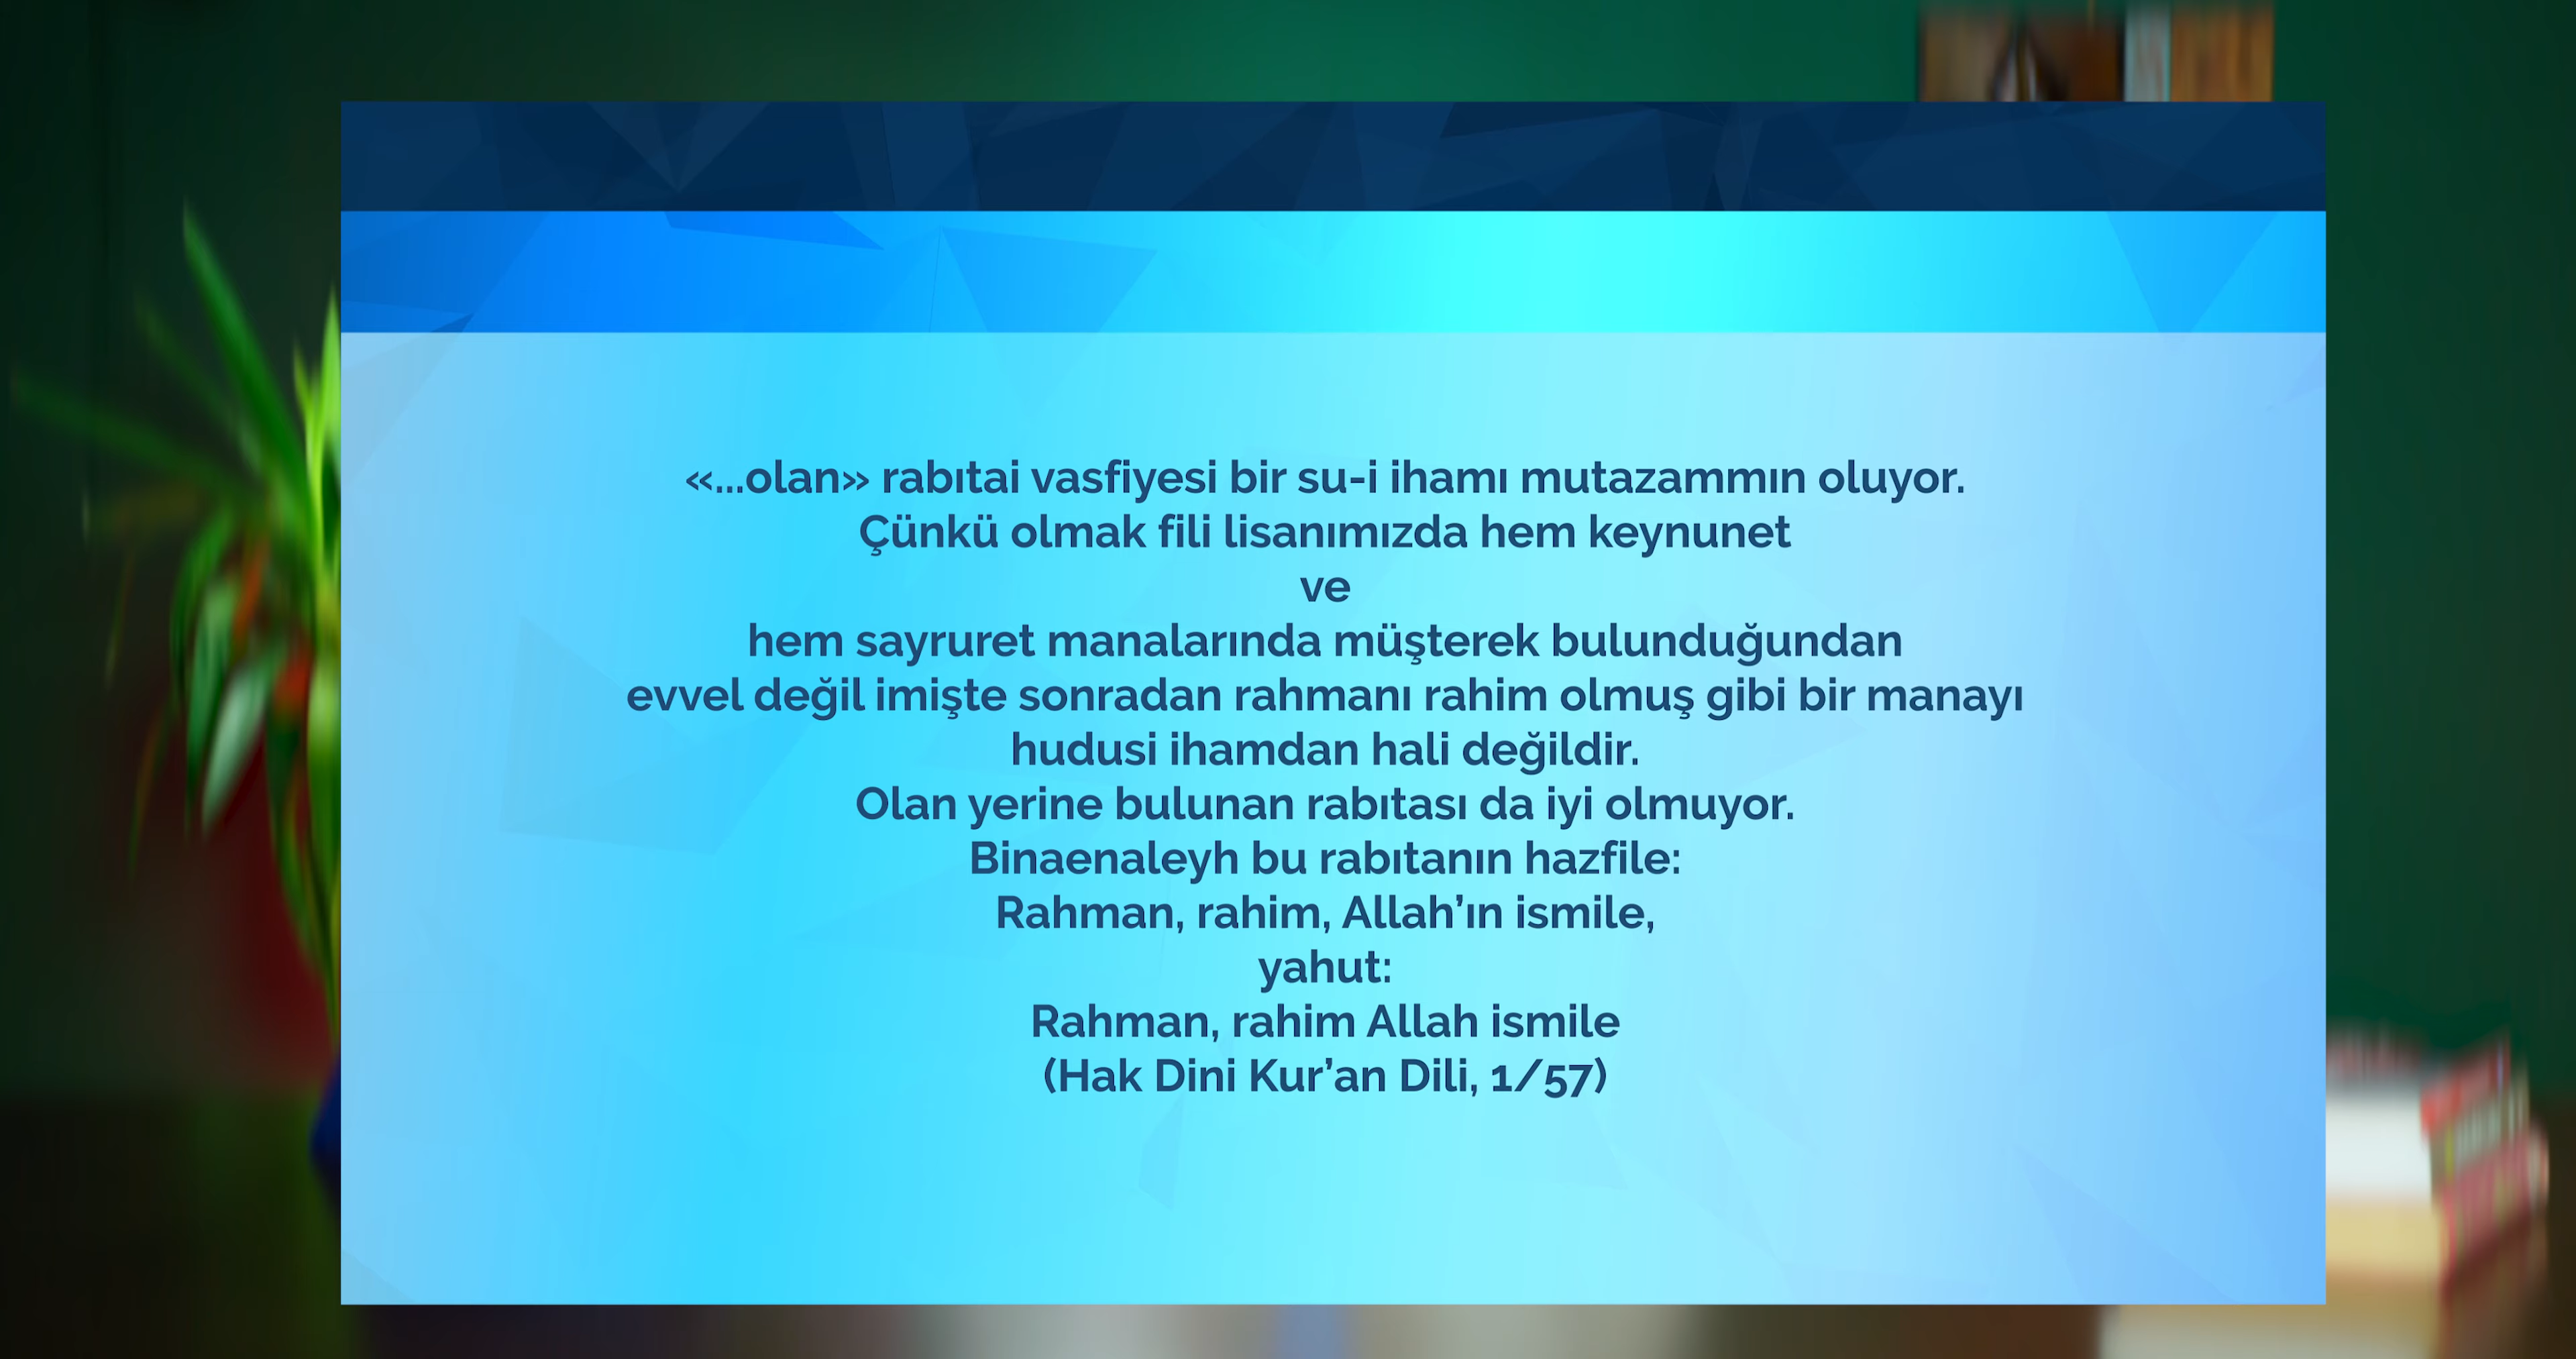 «...olan» rabıtai vasfiyesi bir su-i ihamı mutazammın oluyor.
Çünkü olmak fili lisanımızda hem keynunet
ve
hem sayruret manalarında müşterek bulunduğundan
evvel değil imişte sonradan rahmanı rahim olmuş gibi bir manayı
hudusi ihamdan hali değildir.
Olan yerine bulunan rabıtası da iyi olmuyor.
Binaenaleyh bu rabıtanın hazfile:
Rahman, rahim, Allah’ın ismile,
yahut:
Rahman, rahim Allah ismile
(Hak Dini Kur’an Dili, 1/57)